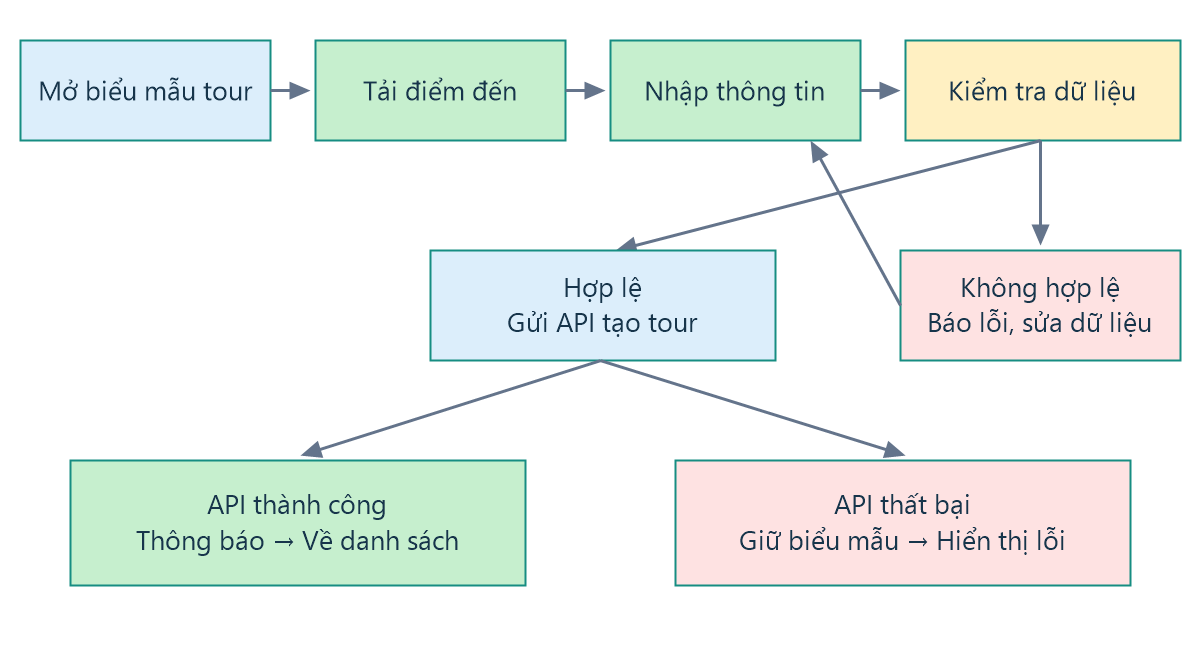 Mở biểu mẫu tour
Tải điểm đến
Nhập thông tin
Kiểm tra dữ liệu
Hợp lệ
Gửi API tạo tour
Không hợp lệ
Báo lỗi, sửa dữ liệu
API thành công
Thông báo → Về danh sách
API thất bại
Giữ biểu mẫu → Hiển thị lỗi